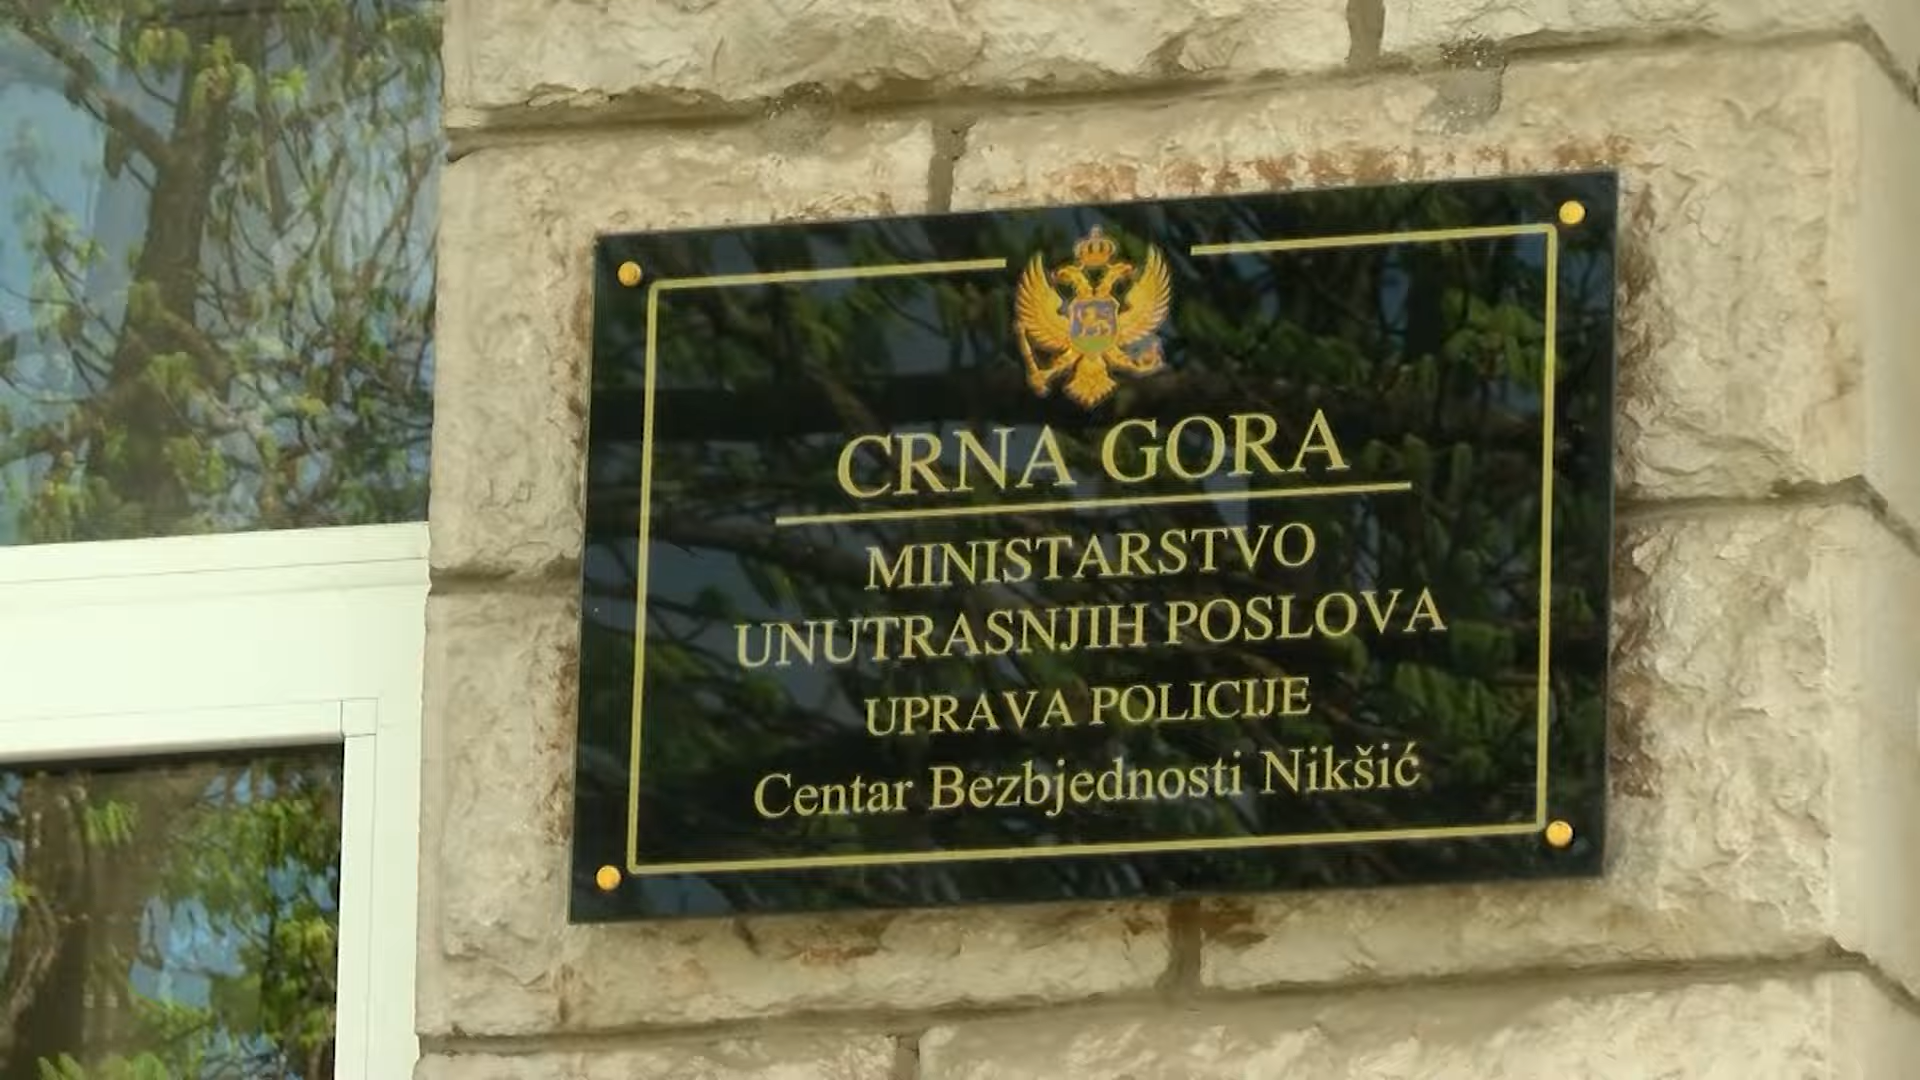 CRNA GORA
MINISTARSTVO
UNUTRASNJIH POSLOVA
UPRAVA POLICIJE
Centar Bezbjednosti Nikšić